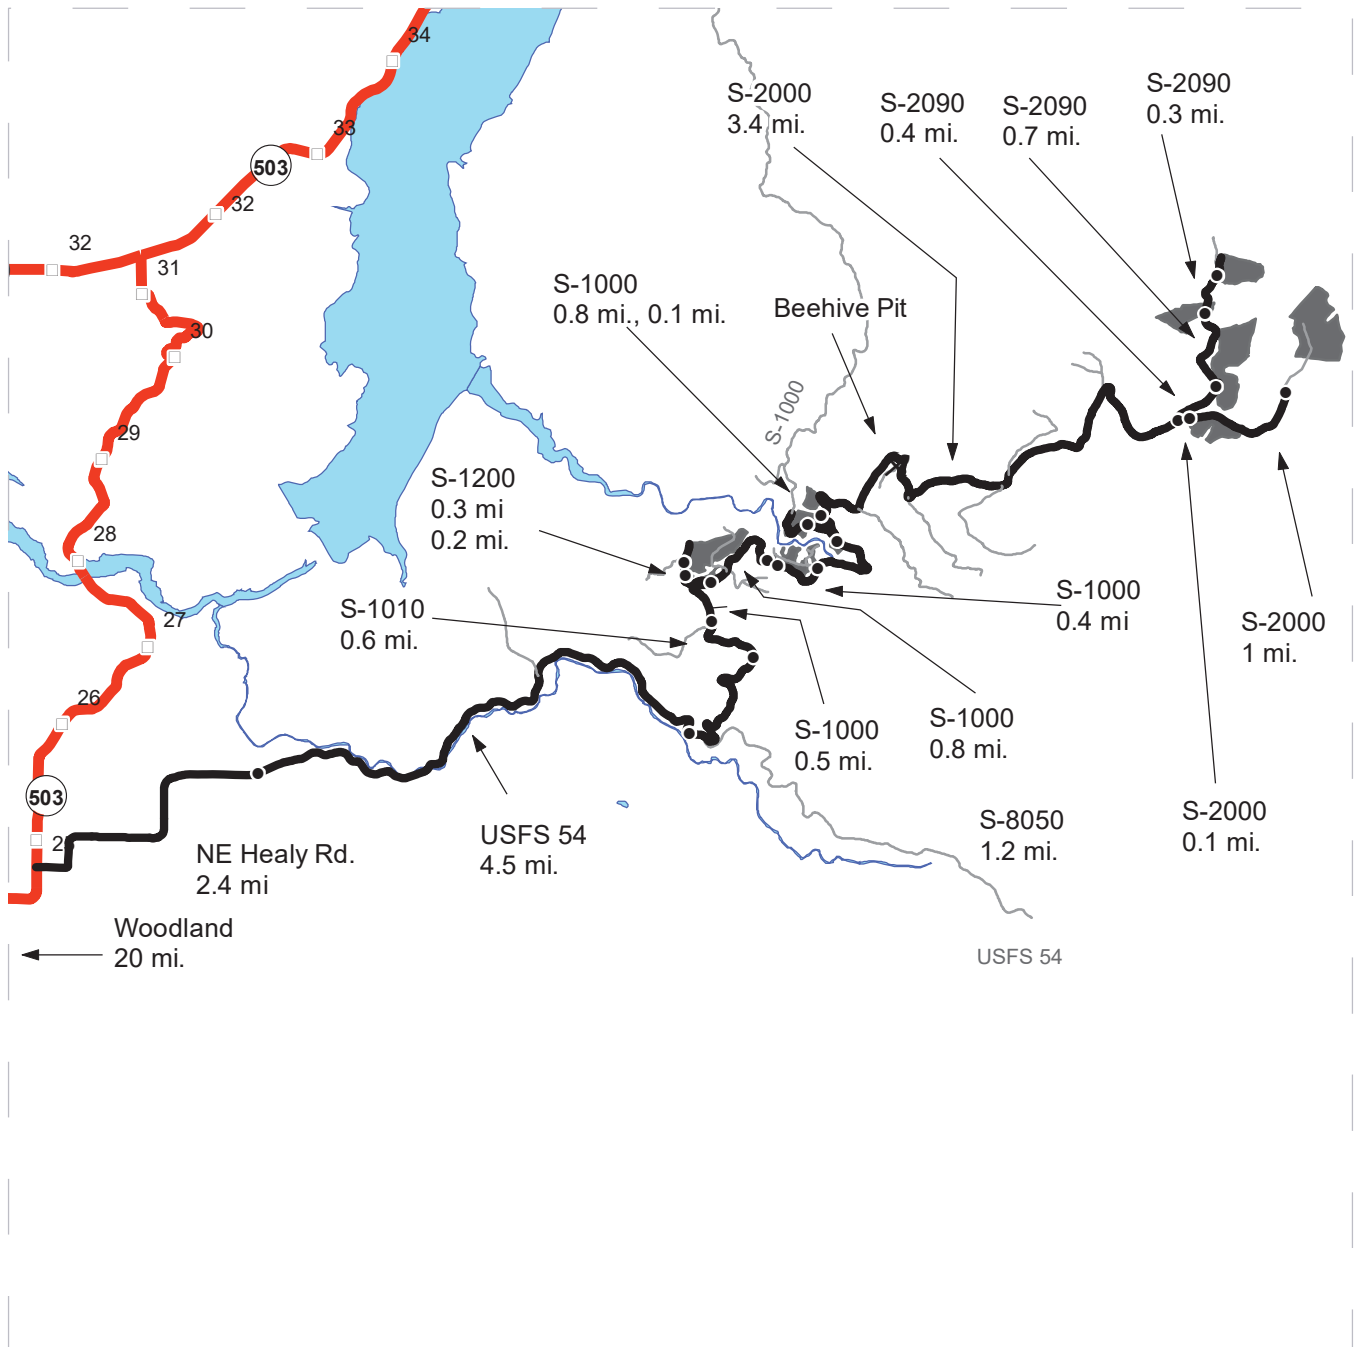 34
S-2090
0.3 mi.
S-2000
3.4 mi.
S-2090
0.4 mi.
S-2090
0.7 mi.
33
503
32
32
31
S-1000
0.8 mi., 0.1 mi.
Beehive Pit
30
S-1000
29
S-1200
0.3 mi
0.2 mi.
28
S-1000
0.4 mi
S-1010
0.6 mi.
27
S-2000
1 mi.
26
S-1000
0.5 mi.
S-1000
0.8 mi.
503
S-8050
1.2 mi.
S-2000
0.1 mi.
USFS 54
4.5 mi.
NE Healy Rd.
2.4 mi
Woodland
20 mi.
USFS 54